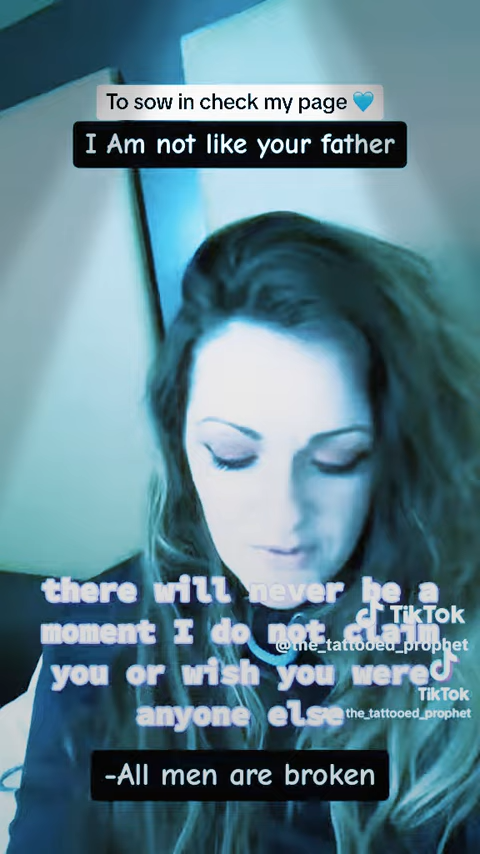 To sow in check my page 🩵
I Am not like your father
there will never be a
moment I do not claim
you or wish you were
anyone else
TikTok
@the_tattooed_prophet
TikTok
the_tattooed_prophet
-All men are broken